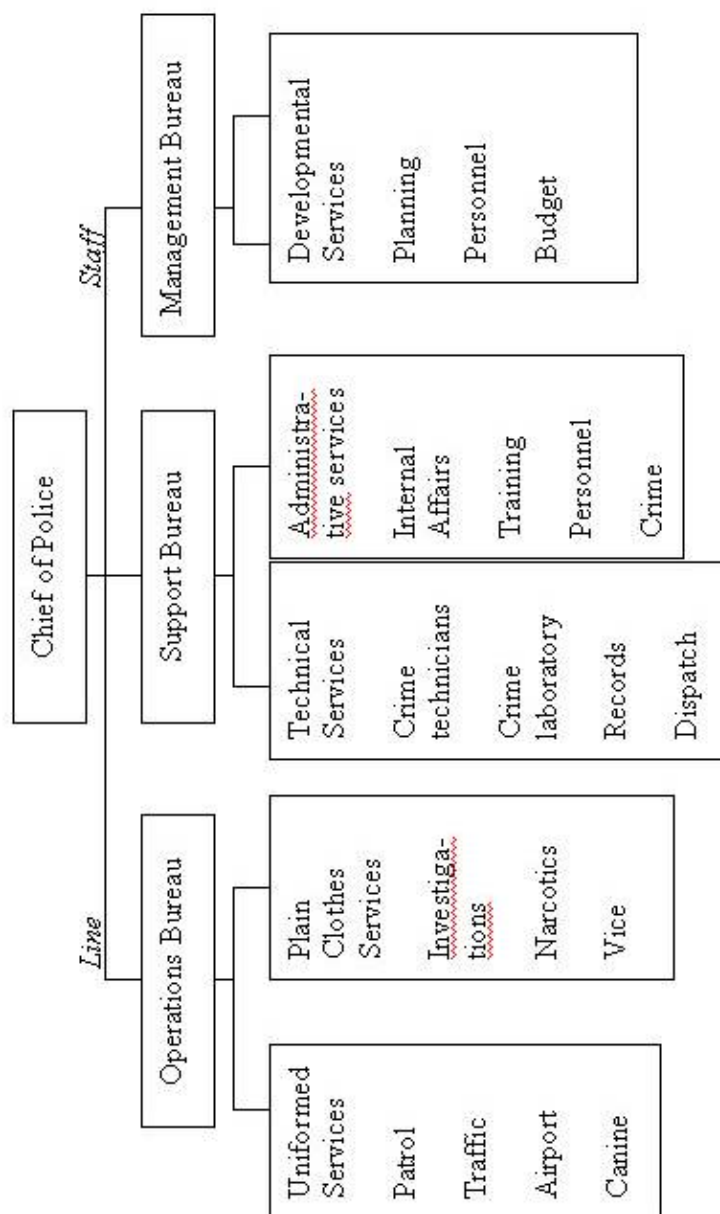 Chief of Police
Line
Staff
Operations Bureau
Support Bureau
Management Bureau
Uniformed
Services
Patrol
Traffic
Airport
Canine
Plain
Clothes
Services
Investiga-
tions
Narcotics
Vice
Technical
Services
Crime
technicians
Crime
laboratory
Records
Dispatch
Administra-
tive services
Internal
Affairs
Training
Personnel
Crime
Developmental
Services
Planning
Personnel
Budget